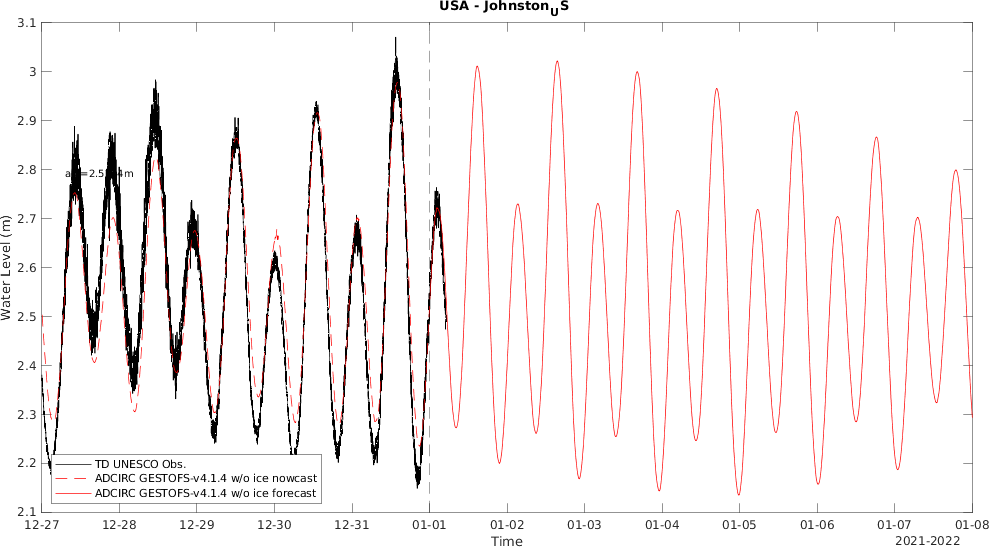 USA - JohnstonUS
3.1
3
2.9
2.8
2.7
2.6
2.5
2.4
2.3
2.2
2.1
Water Level (m)
TD UNESCO Obs.
ADCIRC GESTOFS-v4.1.4 w/o ice nowcast
ADCIRC GESTOFS-v4.1.4 w/o ice forecast
12-27 12-28 12-29 12-30 12-31 01-01 01-02 01-03 01-04 01-05 01-06 01-07 01-08
Time
2021-2022